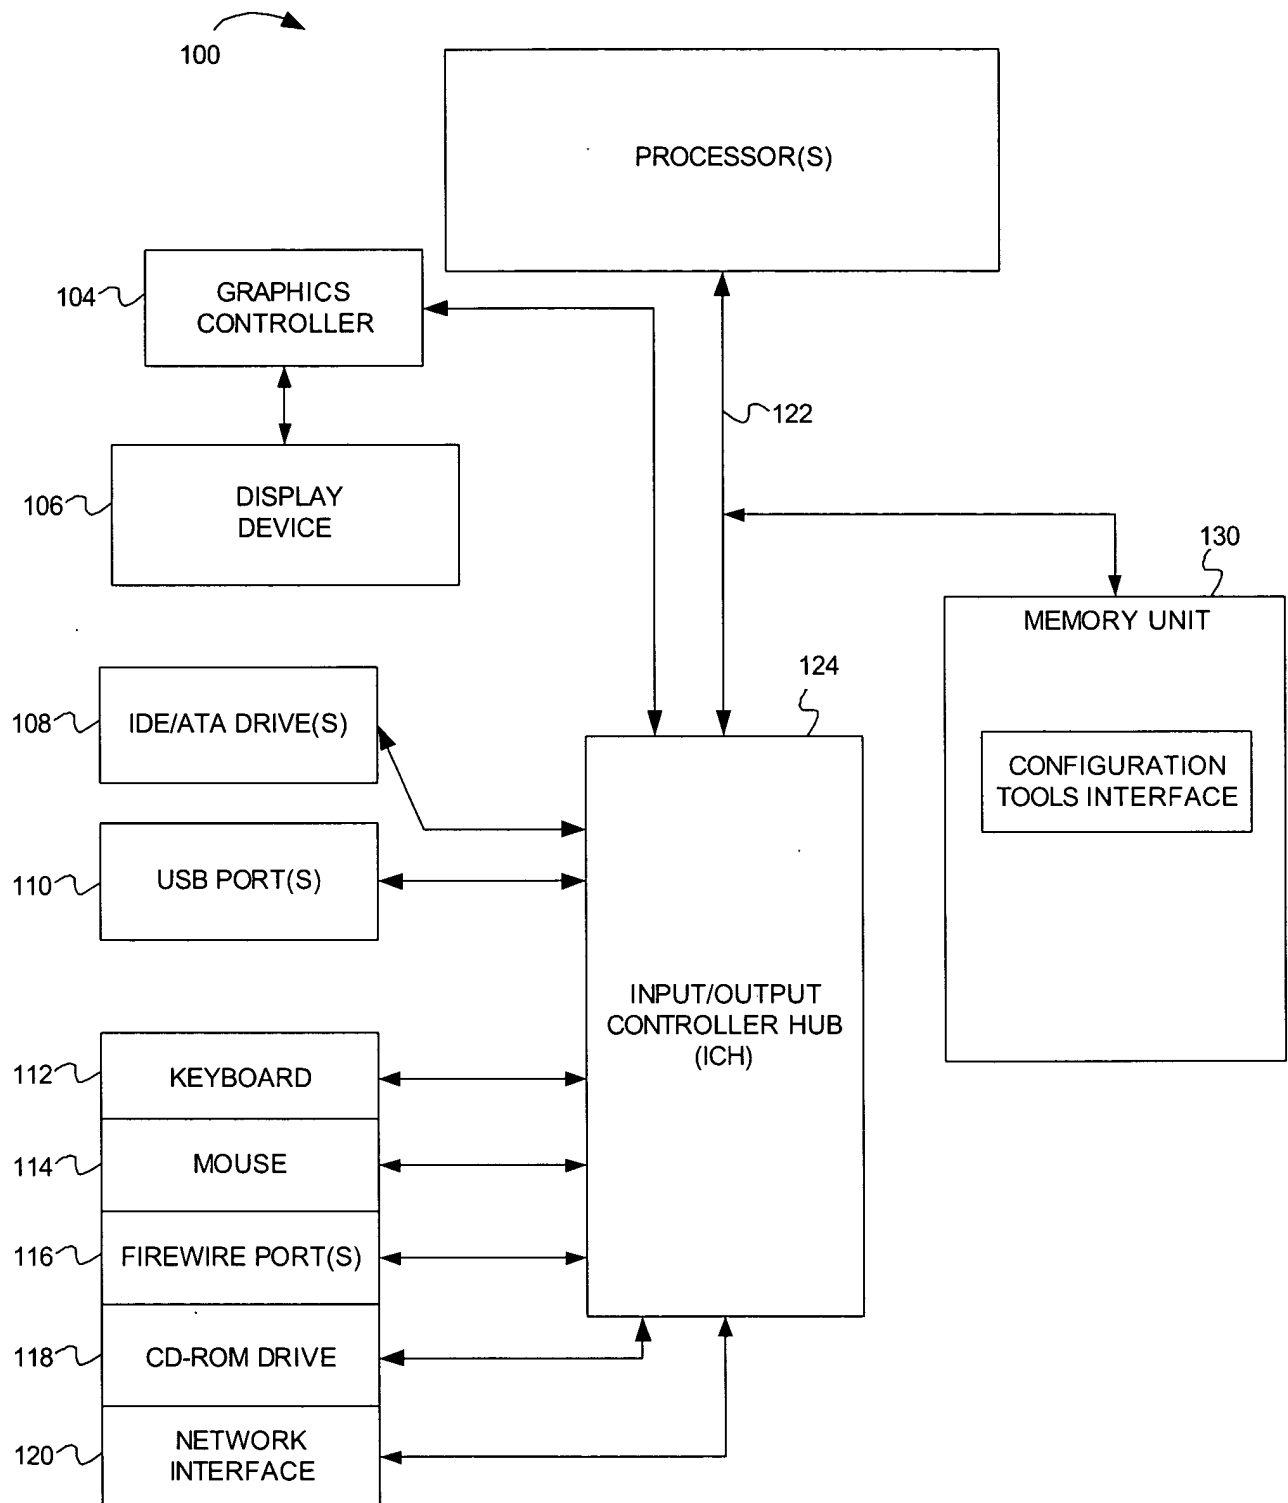 100
PROCESSOR(S)
104
GRAPHICS
CONTROLLER
122
106
DISPLAY
DEVICE
130
MEMORY UNIT
124
108
IDE/ATA DRIVE(S)
CONFIGURATION
TOOLS INTERFACE
110
USB PORT(S)
INPUT/OUTPUT
CONTROLLER HUB
(ICH)
112
KEYBOARD
114
MOUSE
116
FIREWIRE PORT(S)
118
CD-ROM DRIVE
120
NETWORK
INTERFACE